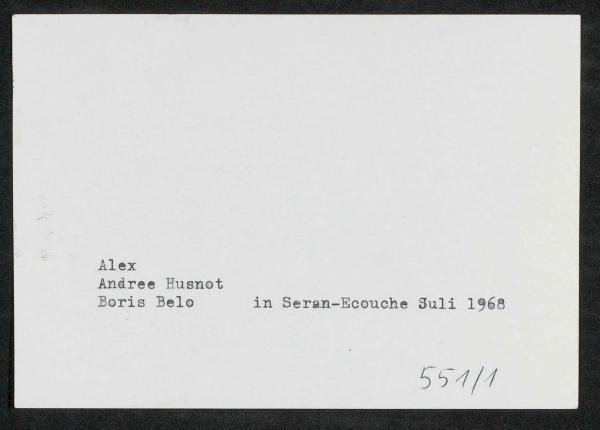 Alex
Andree Husnot
Boris Belo in Seran-Ecouche Juli 1968
551/1